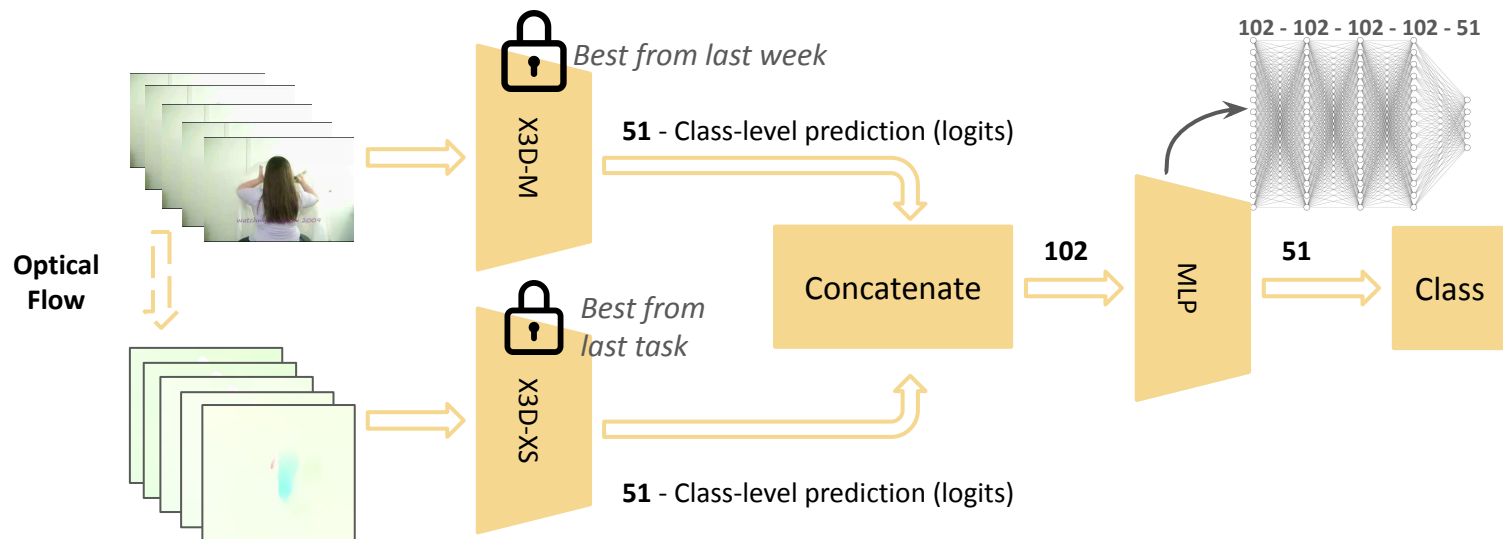 102 - 102 - 102 - 102 - 51
Best from last week
X3D-M
51 - Class-level prediction (logits)
Optical
Flow
Concatenate
102
MLP
51
Class
Best from
last task
X3D-XS
51 - Class-level prediction (logits)
2009